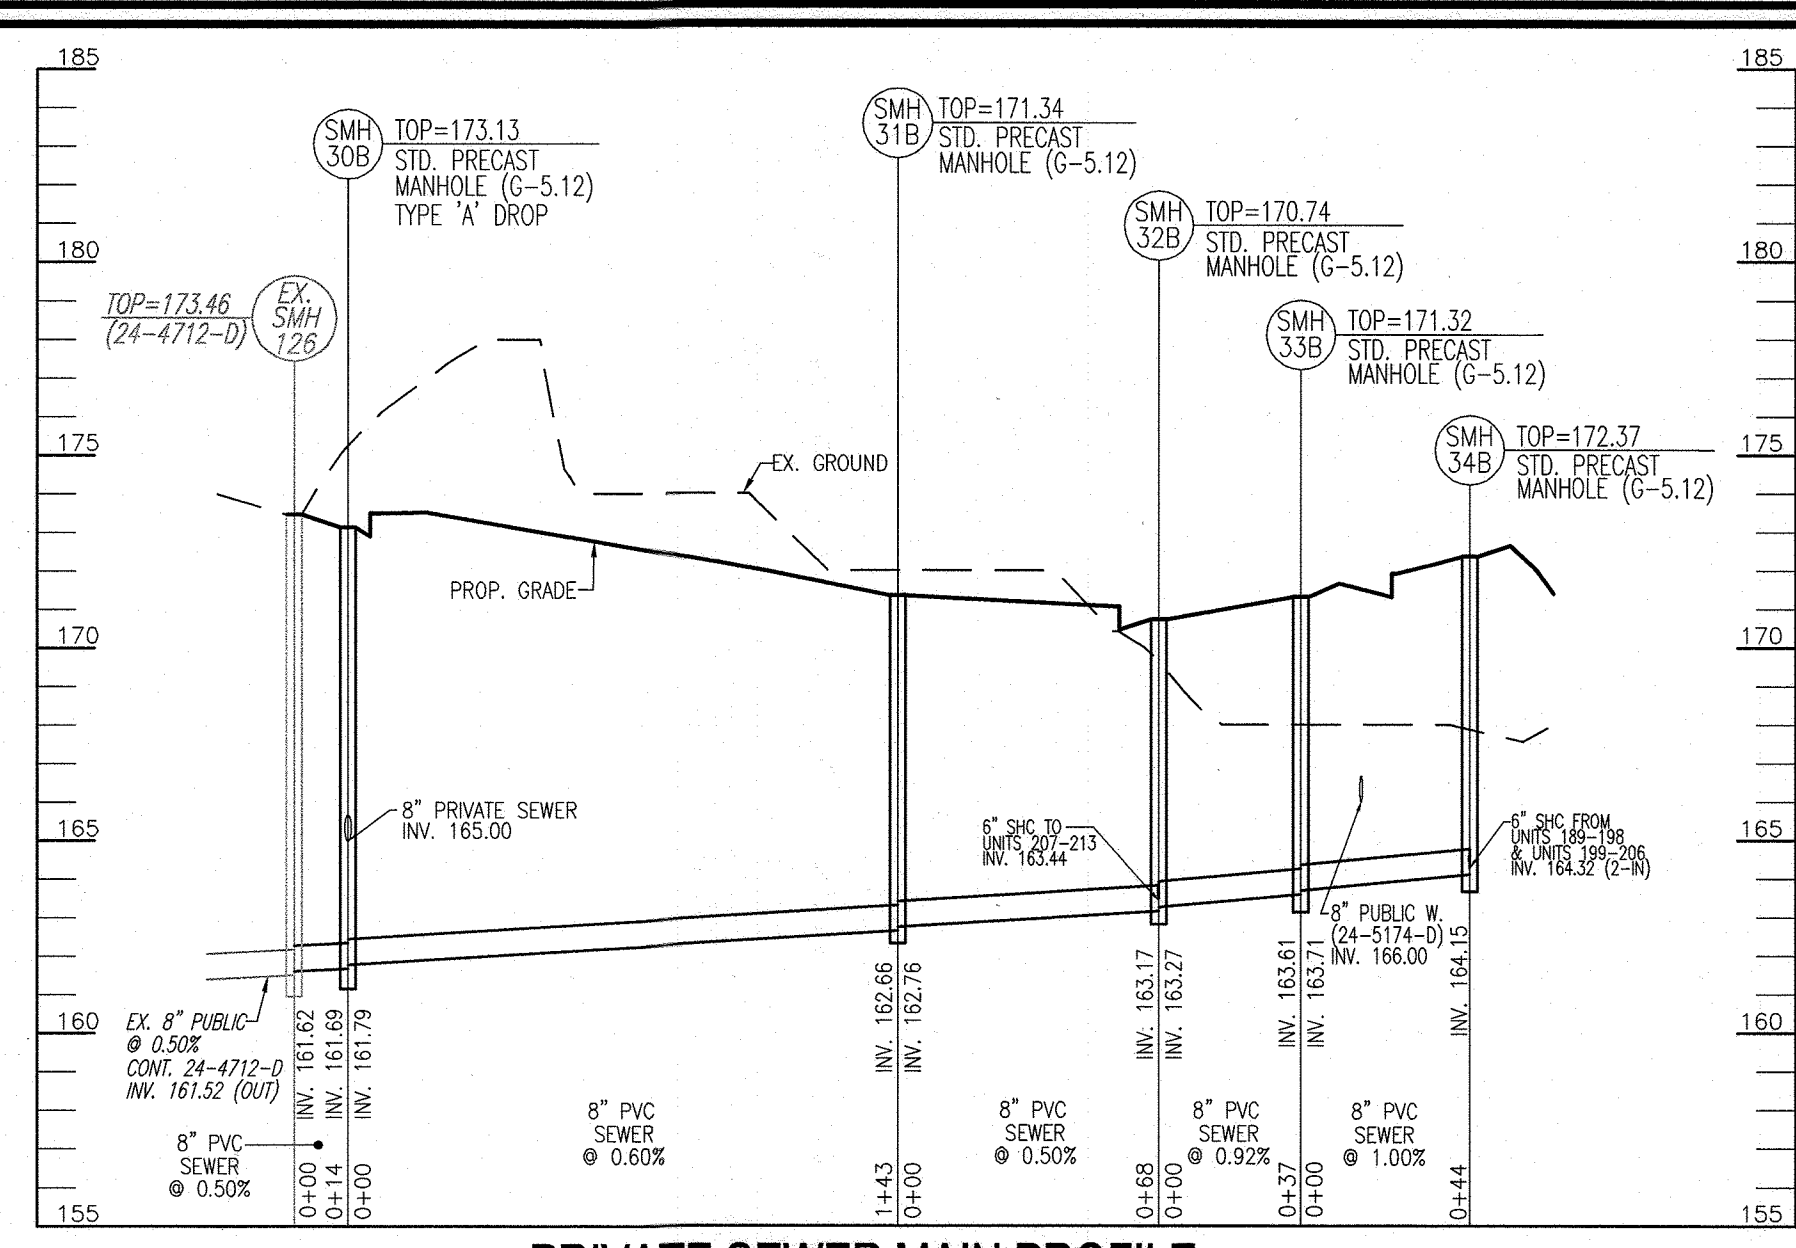 185
180
175
170
165
160
155
185
180
175
170
165
160
155
EX.
SMH
126
TOP=173.46
(24-4712-D)
SMH
30B
TOP=173.13
STD. PRECAST
MANHOLE (G-5.12)
TYPE 'A' DROP
SMH
31B
TOP=171.34
STD. PRECAST
MANHOLE (G-5.12)
SMH
32B
TOP=170.74
STD. PRECAST
MANHOLE (G-5.12)
SMH
33B
TOP=171.32
STD. PRECAST
MANHOLE (G-5.12)
SMH
34B
TOP=172.37
STD. PRECAST
MANHOLE (G-5.12)
EX. GROUND
PROP. GRADE
8" PRIVATE SEWER
INV. 165.00
6" SHC TO
UNITS 207-213
INV. 163.44
6" SHC FROM
UNITS 189-198
& UNITS 199-206
INV. 164.32 (2-IN)
8" PUBLIC W.
(24-5174-D)
INV. 166.00
EX. 8" PUBLIC
@ 0.50%
CONT. 24-4712-D
INV. 161.52 (OUT)
INV. 161.62
INV. 161.69
INV. 161.79
INV. 162.66
INV. 162.76
INV. 163.17
INV. 163.27
INV. 163.61
INV. 163.71
INV. 164.15
8" PVC
SEWER
@ 0.50%
8" PVC
SEWER
@ 0.60%
8" PVC
SEWER
@ 0.50%
8" PVC
SEWER
@ 0.92%
8" PVC
SEWER
@ 1.00%
0+00
0+14
0+00
1+43
0+00
0+68
0+00
0+37
0+00
0+44
PRIVATE SEWER MAIN PROFILE